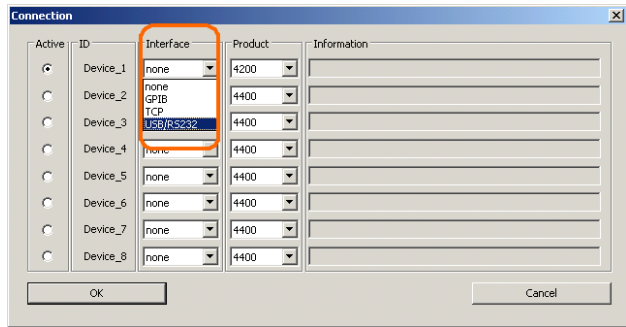 Connection
Active ID Interface Product Information
Device_1 none 4200
none
GPIB
TCP
USB/RS232
Device_2 4400
Device_3 4400
Device_4 none 4400
Device_5 none 4400
Device_6 none 4400
Device_7 none 4400
Device_8 none 4400
OK Cancel